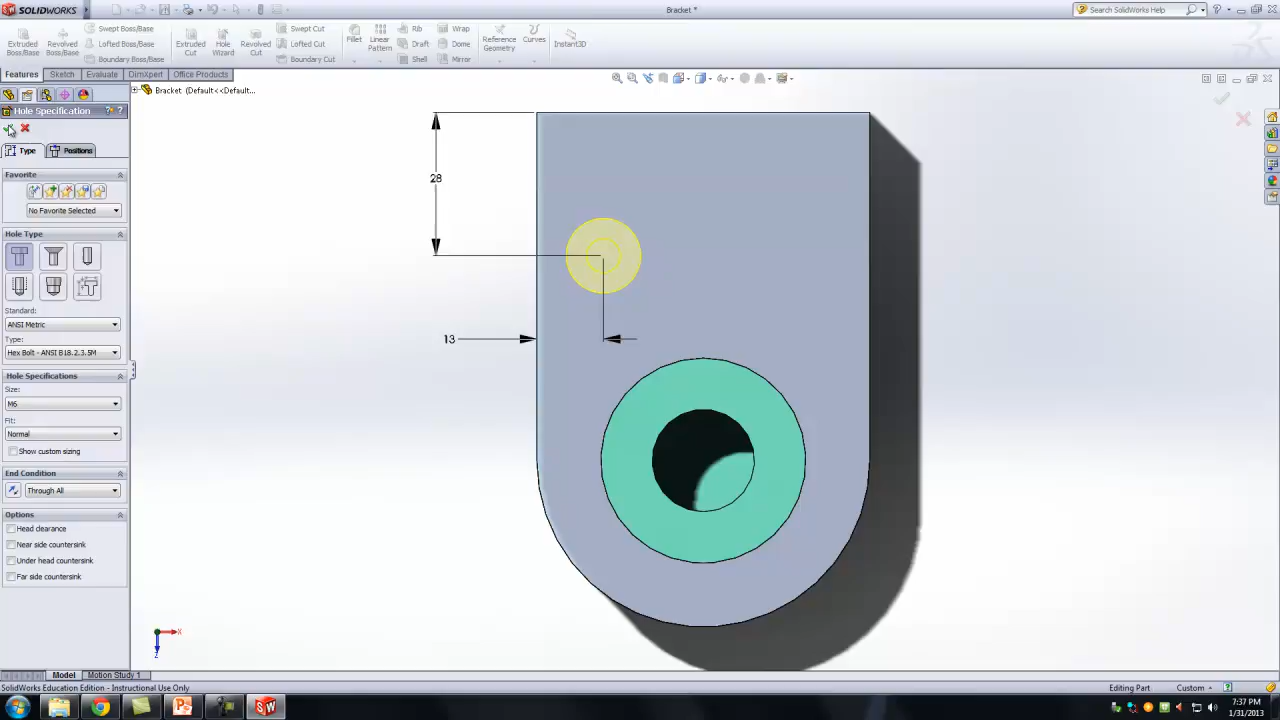 SOLIDWORKS
Bracket *
Search SolidWorks Help
Extruded Boss/Base
Revolved Boss/Base
Swept Boss/Base
Lofted Boss/Base
Boundary Boss/Base
Extruded Cut
Hole Wizard
Revolved Cut
Swept Cut
Lofted Cut
Boundary Cut
Fillet
Linear Pattern
Rib
Draft
Shell
Wrap
Dome
Mirror
Reference Geometry
Curves
Instant3D
Features
Sketch
Evaluate
DimXpert
Office Products
Bracket (Default<<Default...
Hole Specification
Type
Positions
Favorite
No Favorite Selected
Hole Type
Standard:
ANSI Metric
Type:
Hex Bolt - ANSI B18.2.3.5M
Hole Specifications
Size:
M6
Fit:
Normal
Show custom sizing
End Condition
Through All
Options
Head clearance
Near side countersink
Under head countersink
Far side countersink
28
13
X
Z
Model
Motion Study 1
SolidWorks Education Edition - Instructional Use Only
Editing Part
Custom
7:37 PM
1/31/2013